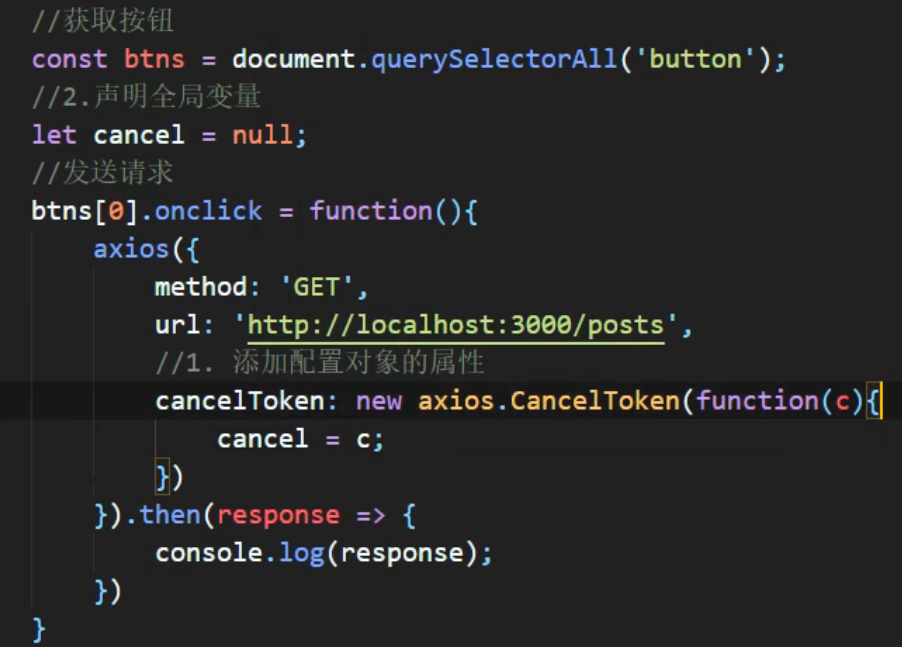 //获取按钮
const btns = document.querySelectorAll('button');
//2.声明全局变量
let cancel = null;
//发送请求
btns[0].onclick = function(){
    axios({
        method: 'GET',
        url: 'http://localhost:3000/posts',
        //1. 添加配置对象的属性
        cancelToken: new axios.CancelToken(function(c){
            cancel = c;
        })
    }).then(response => {
        console.log(response);
    })
}